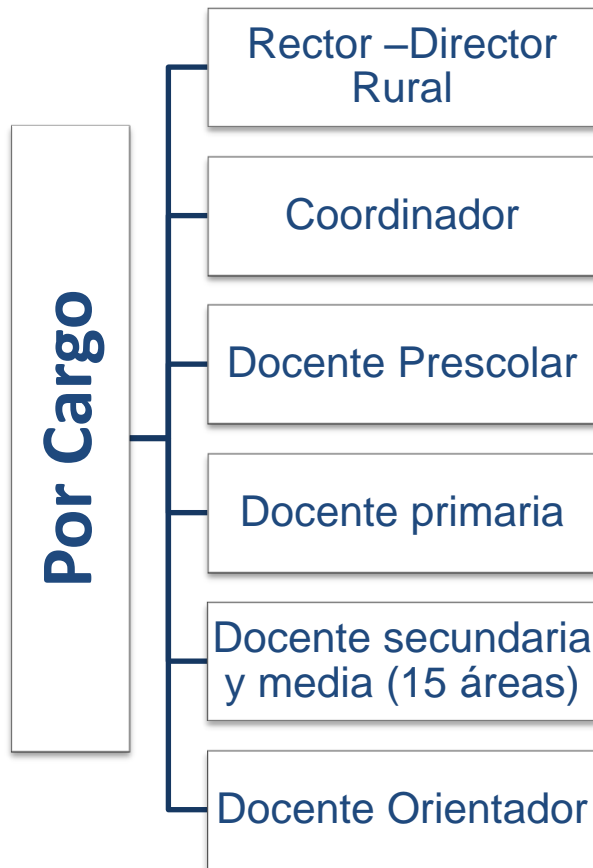 Por Cargo
Rector –Director
Rural
Coordinador
Docente Prescolar
Docente primaria
Docente secundaria
y media (15 áreas)
Docente Orientador